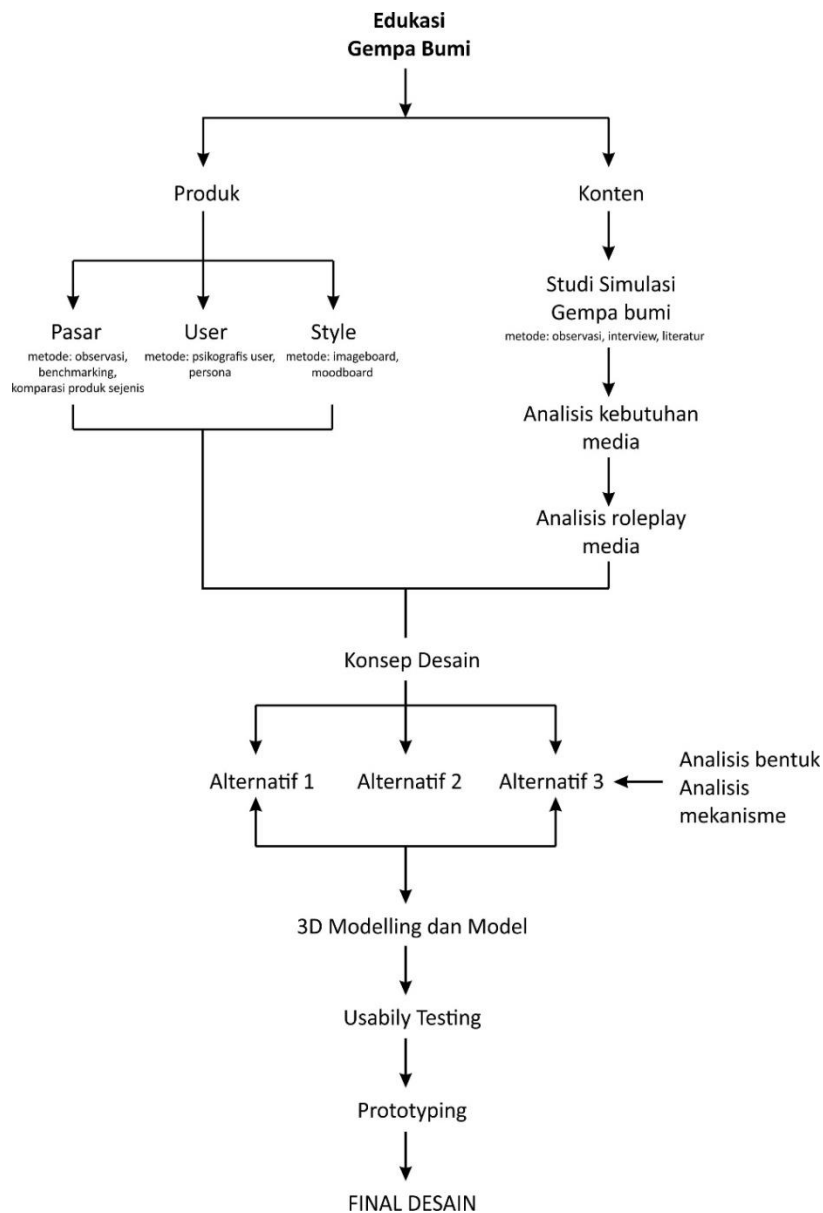 Edukasi
Gempa Bumi
Produk
Konten
Pasar
metode: observasi,
benchmarking,
komparasi produk sejenis
User
metode: psikografis user,
persona
Style
metode: imageboard,
moodboard
Studi Simulasi
Gempa bumi
metode: observasi, interview, literatur
Analisis kebutuhan
media
Analisis roleplay
media
Konsep Desain
Alternatif 1
Alternatif 2
Alternatif 3
Analisis bentuk
Analisis
mekanisme
3D Modelling dan Model
Usabily Testing
Prototyping
FINAL DESAIN